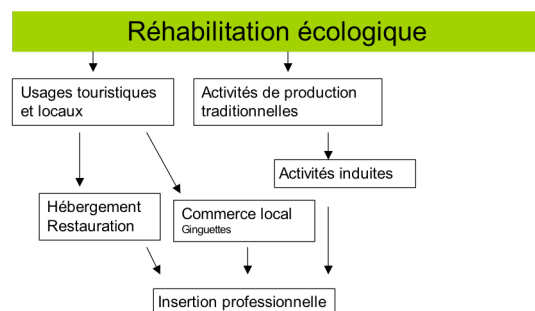 Réhabilitation écologique
Usages touristiques
et locaux
Activités de production
traditionnelles
Activités induites
Hébergement
Restauration
Commerce local
Ginguettes
Insertion professionnelle